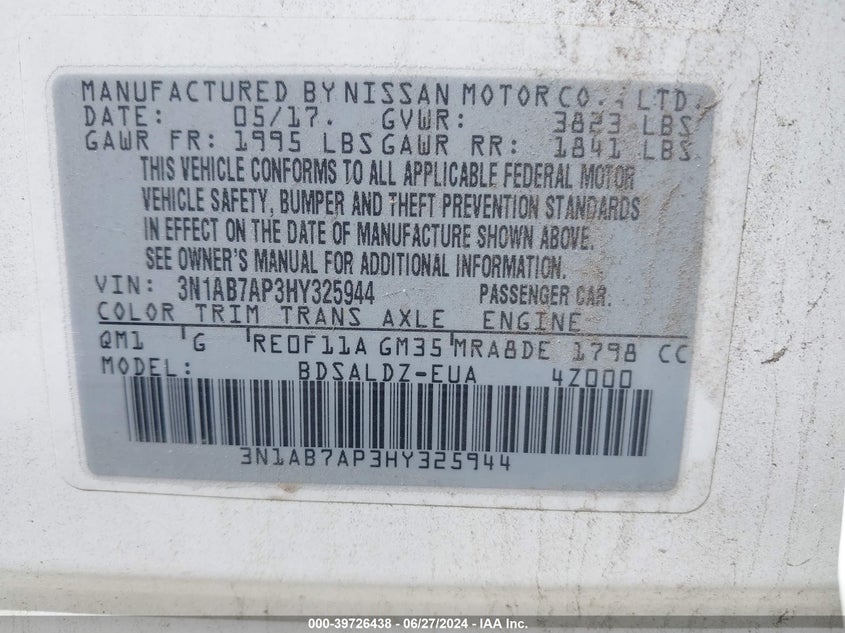 MANUFACTURED BY NISSAN MOTOR CO., LTD.
DATE: 05/17. GVWR: 3823 LBS
GAWR FR: 1995 LBS GAWR RR: 1841 LBS
THIS VEHICLE CONFORMS TO ALL APPLICABLE FEDERAL MOTOR
VEHICLE SAFETY, BUMPER AND THEFT PREVENTION STANDARDS
IN EFFECT ON THE DATE OF MANUFACTURE SHOWN ABOVE.
SEE OWNER'S MANUAL FOR ADDITIONAL INFORMATION.
VIN: 3N1AB7AP3HY325944 PASSENGER CAR.
COLOR TRIM TRANS AXLE ENGINE
QM1 G RE0F11A GM35 MRA8DE 1798 CC
MODEL: BDSALDZ-EUA 4Z000
3N1AB7AP3HY325944
000-39726438 - 06/27/2024 - IAA Inc.